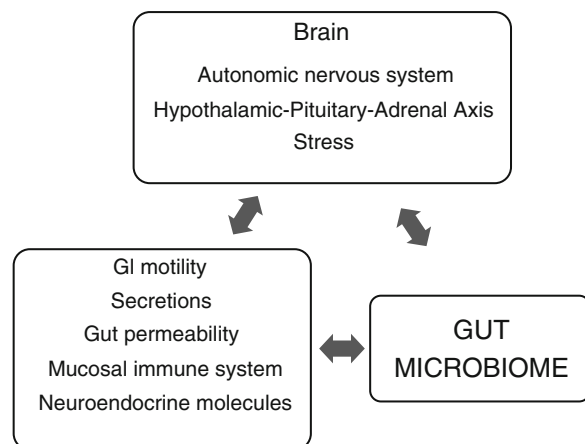 Brain
Autonomic nervous system
Hypothalamic-Pituitary-Adrenal Axis
Stress
GI motility
Secretions
Gut permeability
Mucosal immune system
Neuroendocrine molecules
GUT
MICROBIOME